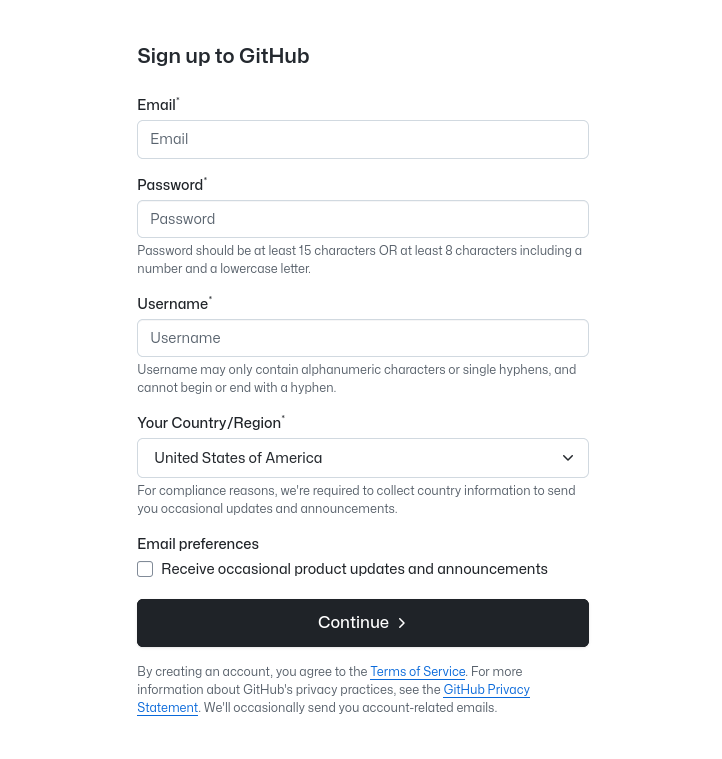 Sign up to GitHub
Email*
Email
Password*
Password
Password should be at least 15 characters OR at least 8 characters including a
number and a lowercase letter.
Username*
Username
Username may only contain alphanumeric characters or single hyphens, and
cannot begin or end with a hyphen.
Your Country/Region*
United States of America
For compliance reasons, we're required to collect country information to send
you occasional updates and announcements.
Email preferences
Receive occasional product updates and announcements
Continue
By creating an account, you agree to the Terms of Service. For more
information about GitHub's privacy practices, see the GitHub Privacy
Statement. We'll occasionally send you account-related emails.